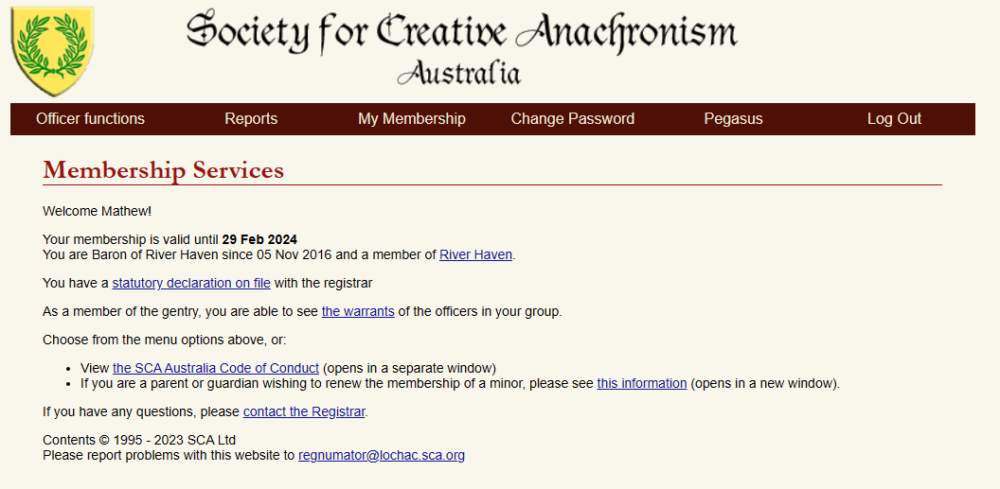 Society for Creative Anachronism
Australia
Officer functions Reports My Membership Change Password Pegasus Log Out
Membership Services
Welcome Mathew!
Your membership is valid until 29 Feb 2024
You are Baron of River Haven since 05 Nov 2016 and a member of River Haven.
You have a statutory declaration on file with the registrar
As a member of the gentry, you are able to see the warrants of the officers in your group.
Choose from the menu options above, or:
• View the SCA Australia Code of Conduct (opens in a separate window)
• If you are a parent or guardian wishing to renew the membership of a minor, please see this information (opens in a new window).
If you have any questions, please contact the Registrar.
Contents © 1995 - 2023 SCA Ltd
Please report problems with this website to regnumator@lochac.sca.org